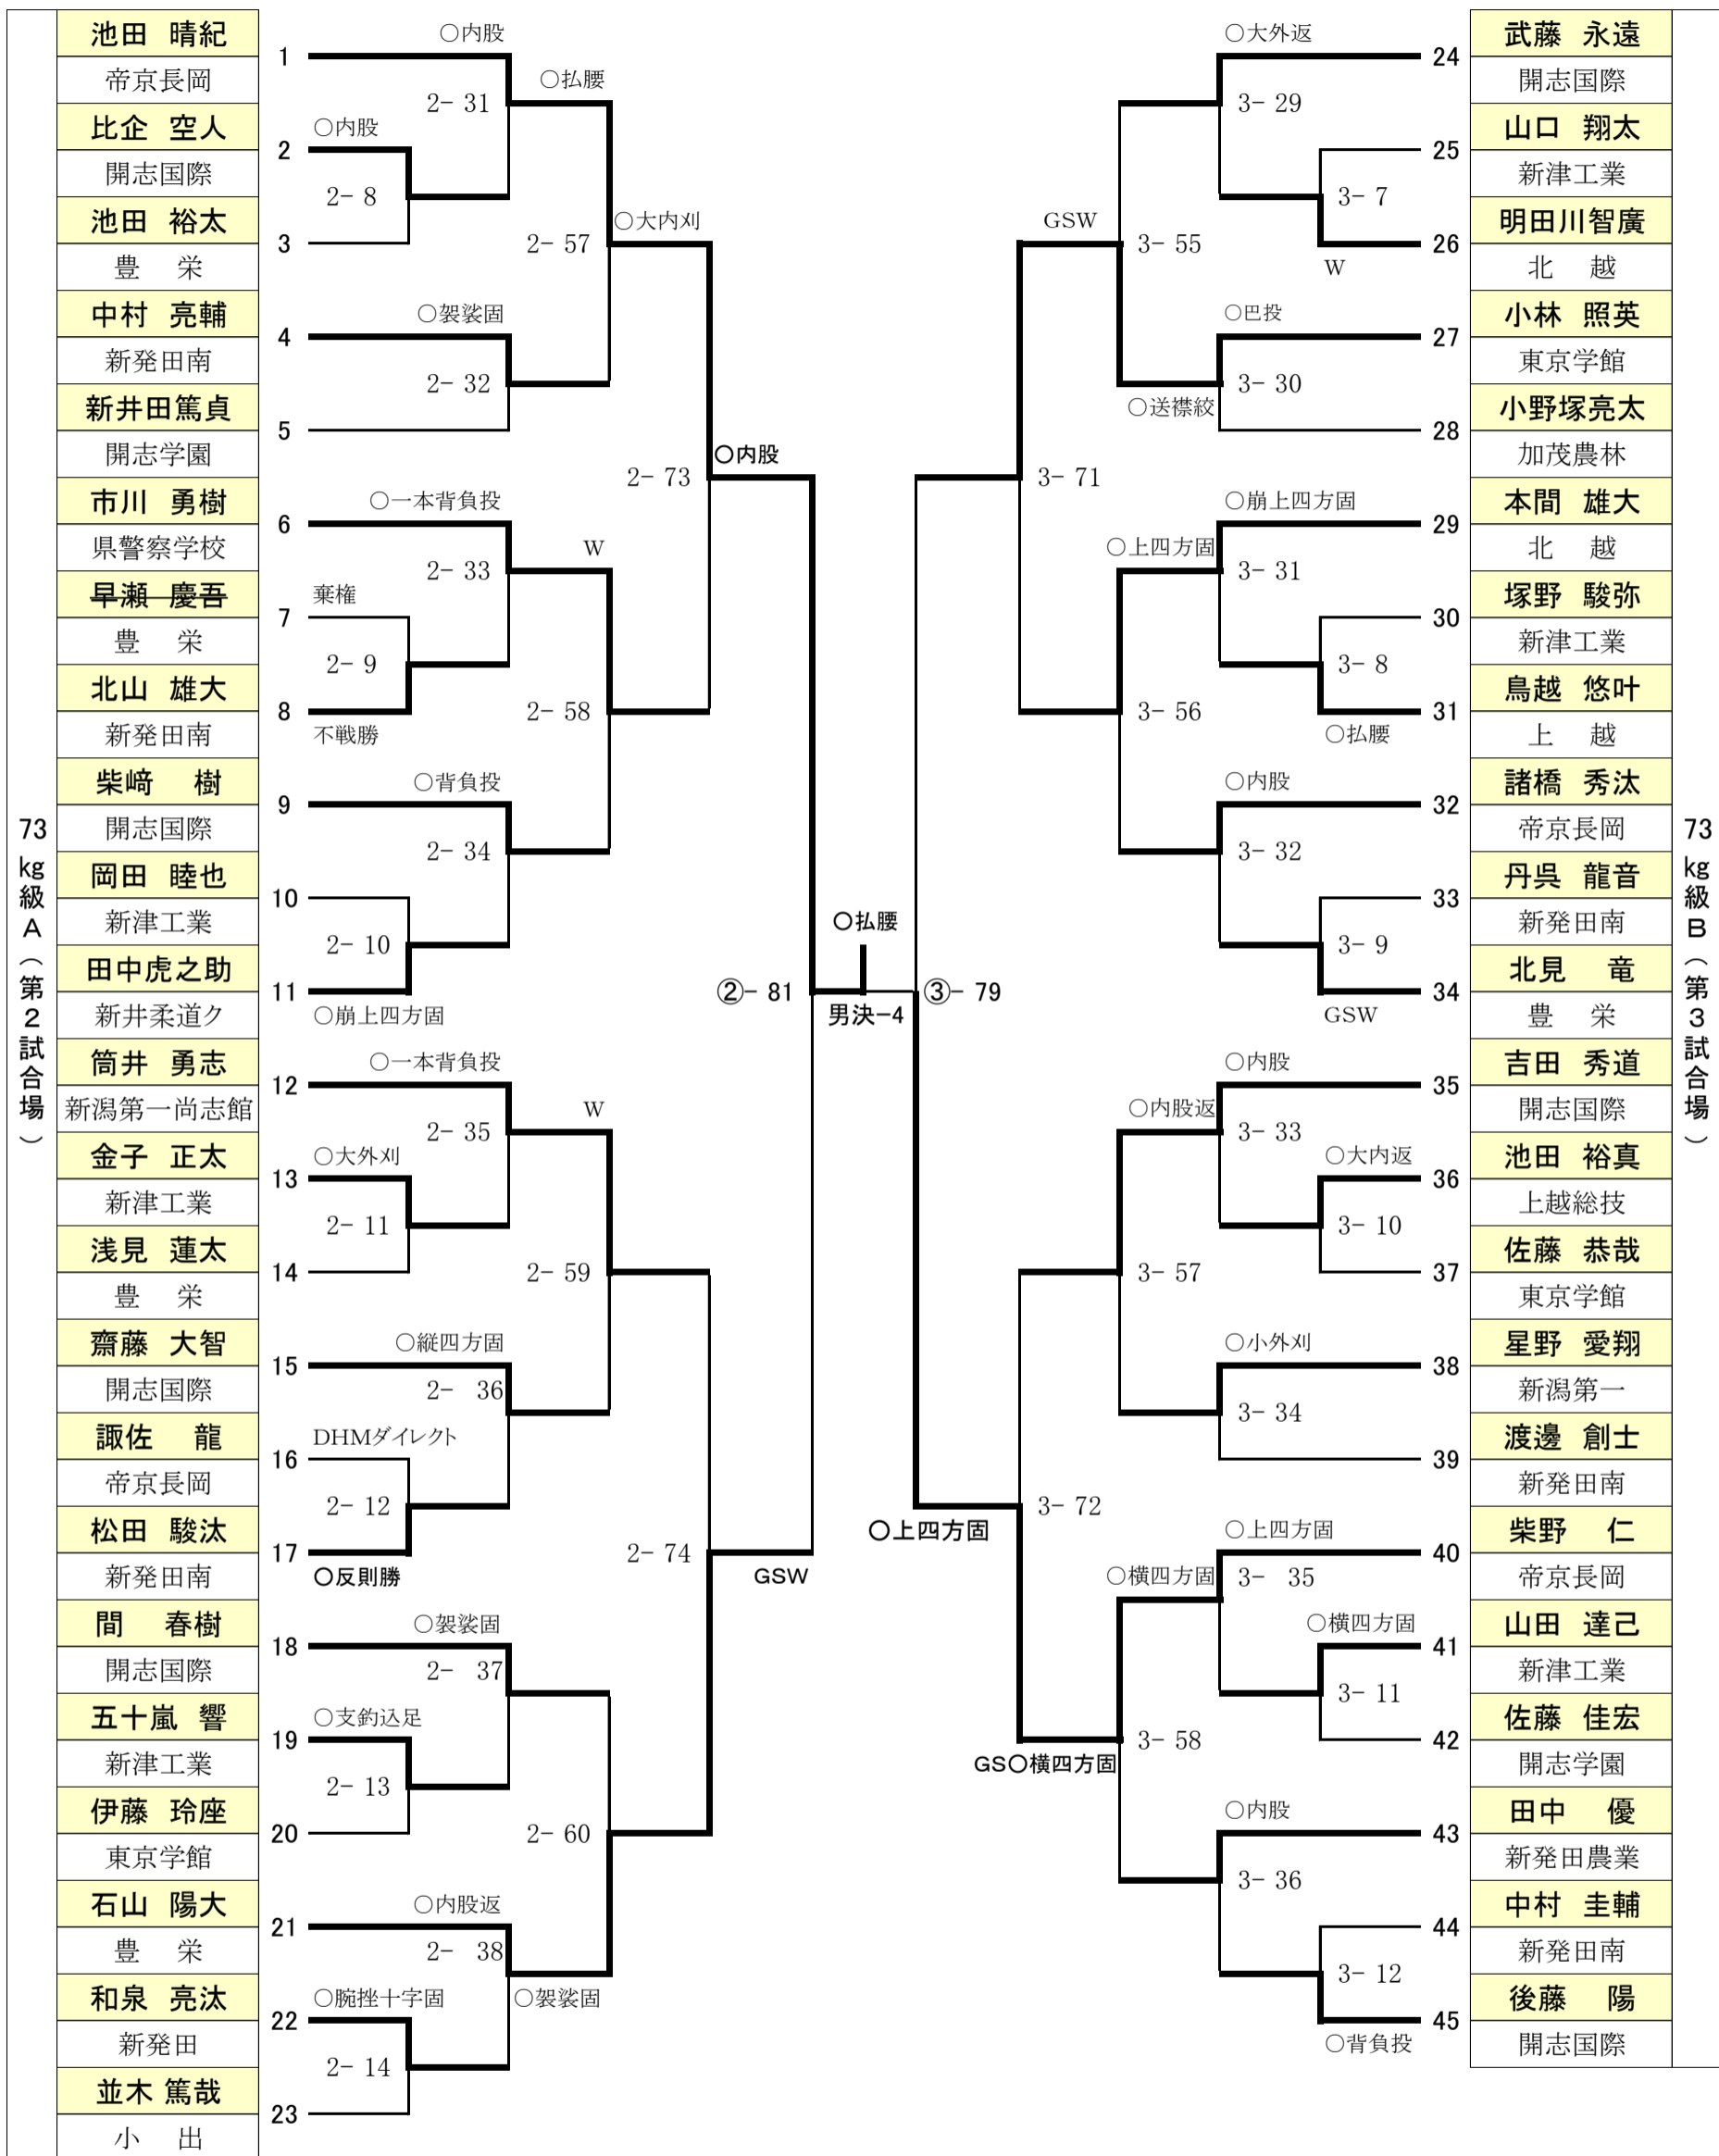 73kg級A（第2試合場）
池田 晴紀
帝京長岡
比企 空人
開志国際
池田 裕太
豊 栄
中村 亮輔
新発田南
新井田篤貞
開志学園
市川 勇樹
県警察学校
早瀬 慶吾
豊 栄
北山 雄大
新発田南
柴﨑 樹
開志国際
岡田 睦也
新津工業
田中虎之助
新井柔道ク
筒井 勇志
新潟第一尚志館
金子 正太
新津工業
浅見 蓮太
豊 栄
齋藤 大智
開志国際
諏佐 龍
帝京長岡
松田 駿汰
新発田南
間 春樹
開志国際
五十嵐 響
新津工業
伊藤 玲座
東京学館
石山 陽大
豊 栄
和泉 亮汰
新発田
並木 篤哉
小 出
1
2
3
4
5
6
7
8
9
10
11
12
13
14
15
16
17
18
19
20
21
22
23
○内股
2- 8
棄権
2- 9
不戦勝
2- 10
○崩上四方固
○大外刈
2- 11
DHMダイレクト
2- 12
○反則勝
○支釣込足
2- 13
○腕挫十字固
2- 14
○内股
2- 31
○袈裟固
2- 32
○一本背負投
2- 33
○背負投
2- 34
○一本背負投
2- 35
○縦四方固
2- 36
○袈裟固
2- 37
○内股返
2- 38
○払腰
2- 57
W
2- 58
W
2- 59
2- 60
○袈裟固
○大内刈
2- 73
2- 74
GSW
○内股
②- 81
○払腰
男決-4
③- 79
○上四方固
GSW
3- 71
3- 72
GS○横四方固
3- 55
○送襟絞
○上四方固
3- 56
○内股返
3- 57
○横四方固
3- 58
○大外返
3- 29
○巴投
3- 30
○崩上四方固
3- 31
○内股
3- 32
○内股
3- 33
○小外刈
3- 34
○上四方固
3- 35
○内股
3- 36
3- 7
W
3- 8
○払腰
3- 9
GSW
○大内返
3- 10
○横四方固
3- 11
3- 12
○背負投
24
25
26
27
28
29
30
31
32
33
34
35
36
37
38
39
40
41
42
43
44
45
武藤 永遠
開志国際
山口 翔太
新津工業
明田川智廣
北 越
小林 照英
東京学館
小野塚亮太
加茂農林
本間 雄大
北 越
塚野 駿弥
新津工業
鳥越 悠叶
上 越
諸橋 秀汰
帝京長岡
丹呉 龍音
新発田南
北見 竜
豊 栄
吉田 秀道
開志国際
池田 裕真
上越総技
佐藤 恭哉
東京学館
星野 愛翔
新潟第一
渡邊 創士
新発田南
柴野 仁
帝京長岡
山田 達己
新津工業
佐藤 佳宏
開志学園
田中 優
新発田農業
中村 圭輔
新発田南
後藤 陽
開志国際
73kg級B（第3試合場）